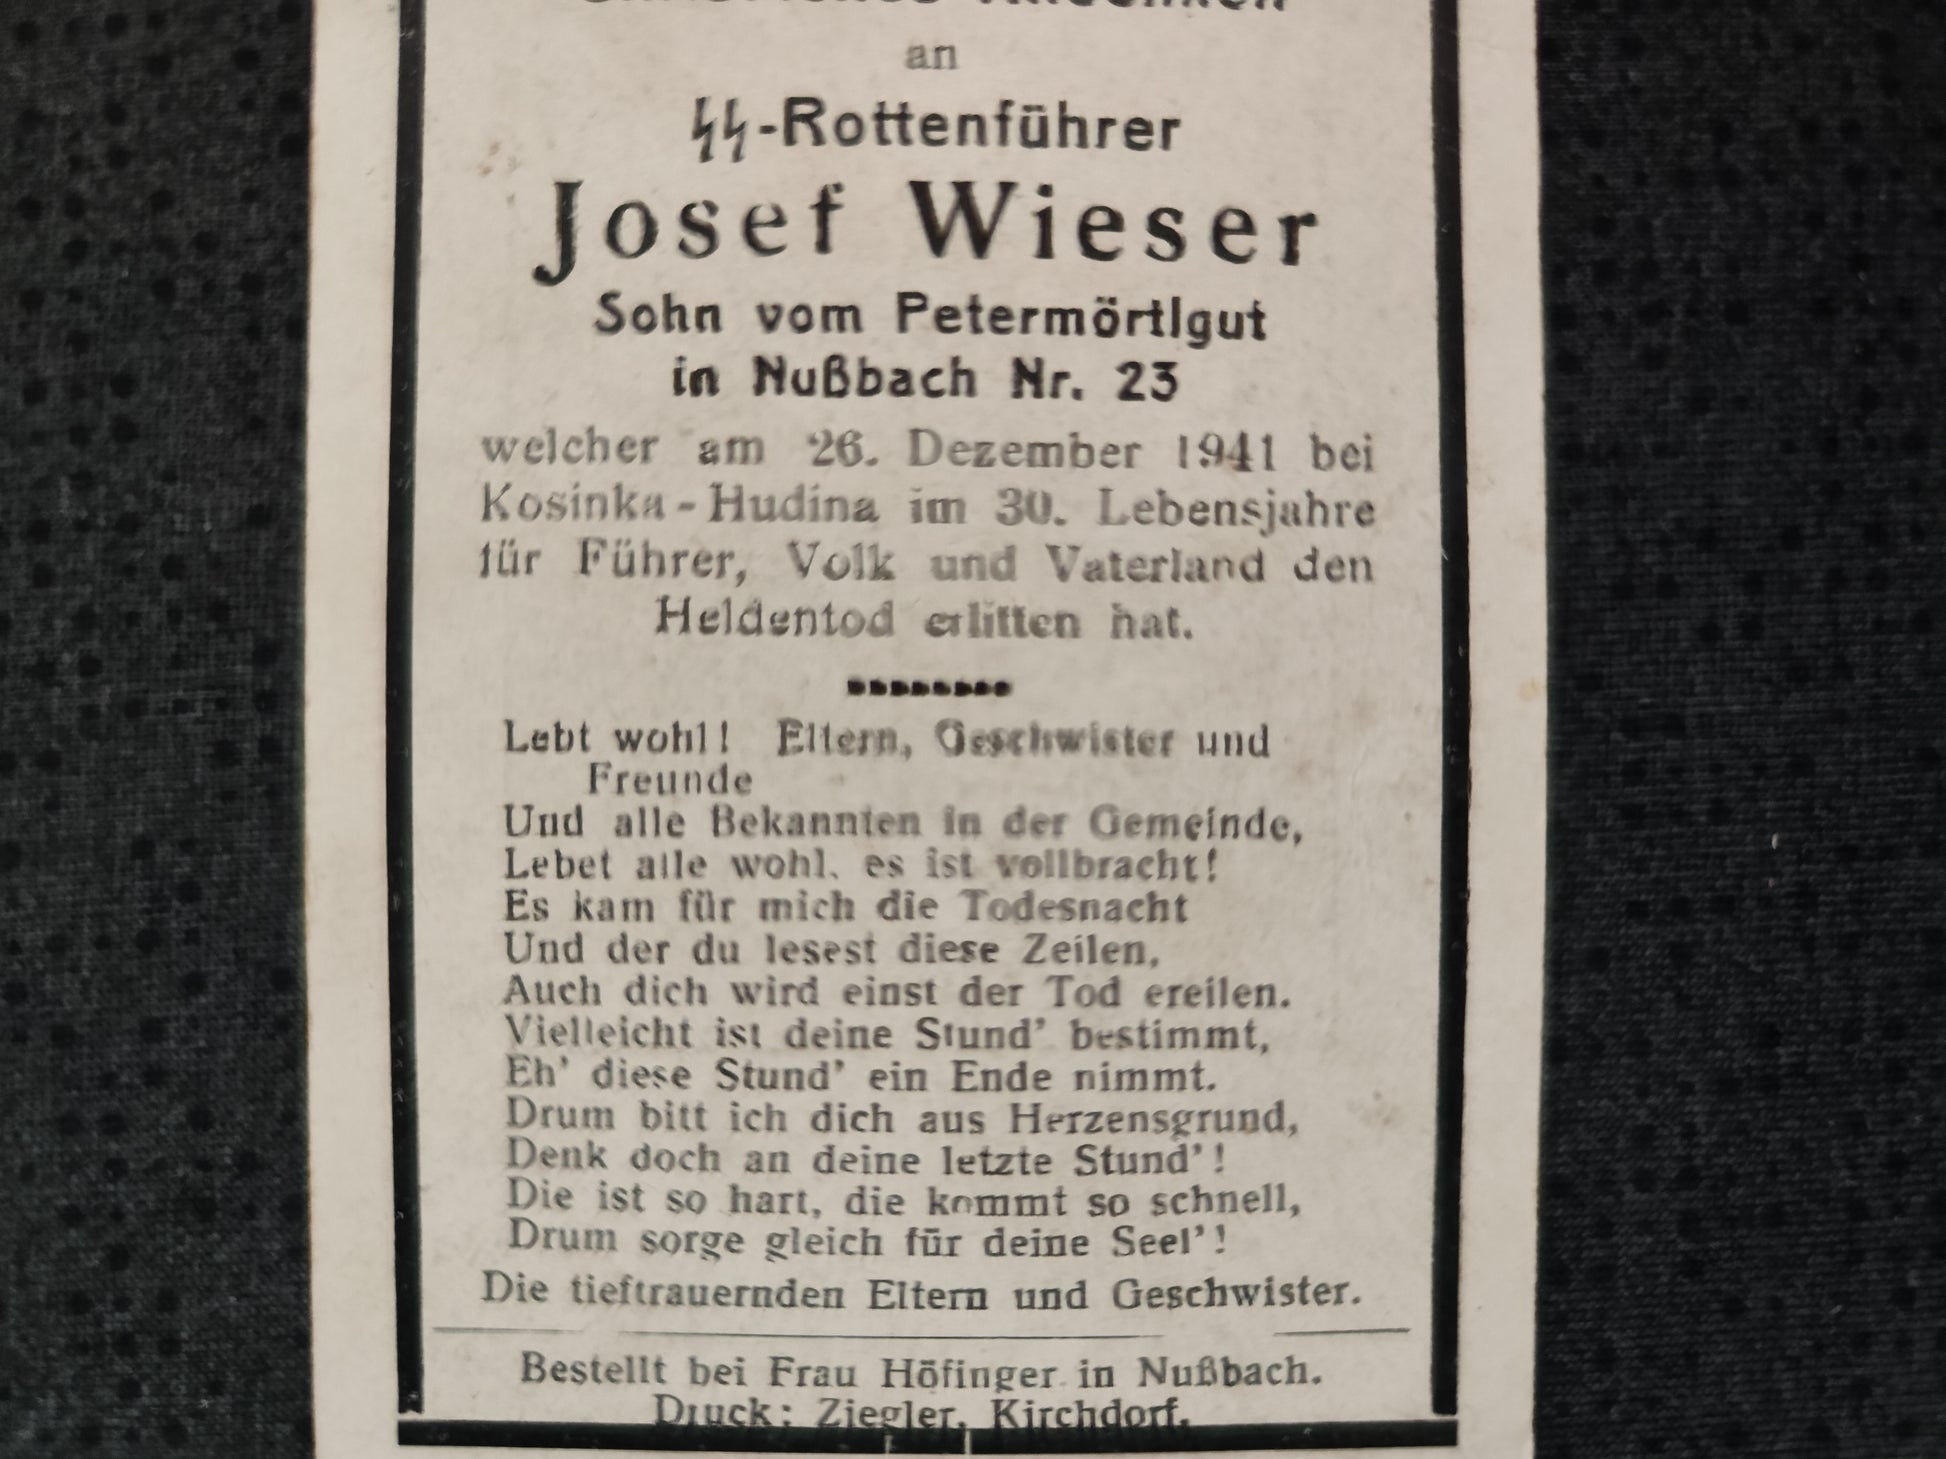 an
SS-Rottenführer
Josef Wieser
Sohn vom Petermörtlgut
in Nußbach Nr. 23
welcher am 26. Dezember 1941 bei
Kosinka-Hudina im 30. Lebensjahre
für Führer, Volk und Vaterland den
Heldentod erlitten hat.
Lebt wohl! Eltern, Geschwister und
Freunde
Und alle Bekannten in der Gemeinde,
Lebet alle wohl, es ist vollbracht!
Es kam für mich die Todesnacht
Und der du lesest diese Zeilen,
Auch dich wird einst der Tod ereilen.
Vielleicht ist deine Stund' bestimmt,
Eh' diese Stund' ein Ende nimmt.
Drum bitt ich dich aus Herzensgrund,
Denk doch an deine letzte Stund'!
Die ist so hart, die kommt so schnell,
Drum sorge gleich für deine Seel'!
Die tieftrauernden Eltern und Geschwister.
Bestellt bei Frau Höfinger in Nußbach.
Druck: Ziegler, Kirchdorf.